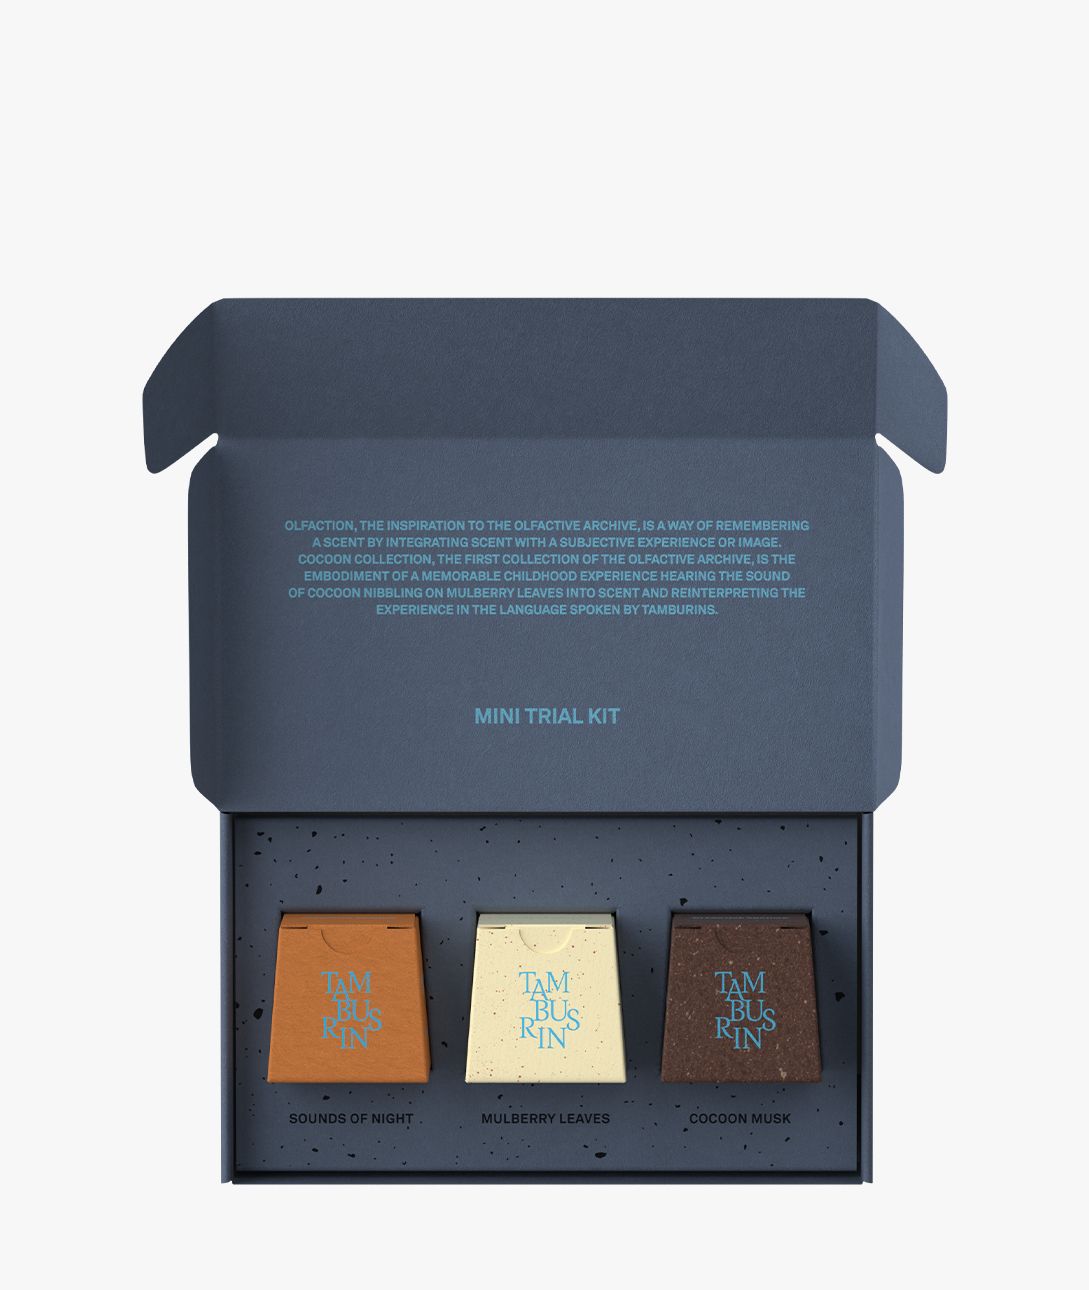 OLFACTION, THE INSPIRATION TO THE OLFACTIVE ARCHIVE, IS A WAY OF REMEMBERING
A SCENT BY INTEGRATING SCENT WITH A SUBJECTIVE EXPERIENCE OR IMAGE.
COCOON COLLECTION, THE FIRST COLLECTION OF THE OLFACTIVE ARCHIVE, IS THE
EMBODIMENT OF A MEMORABLE CHILDHOOD EXPERIENCE HEARING THE SOUND
OF COCOON NIBBLING ON MULBERRY LEAVES INTO SCENT AND REINTERPRETING THE
EXPERIENCE IN THE LANGUAGE SPOKEN BY TAMBURINS.
MINI TRIAL KIT
TAM
BUS
RIN
TAM
BUS
RIN
TAM
BUS
RIN
SOUNDS OF NIGHT
MULBERRY LEAVES
COCOON MUSK